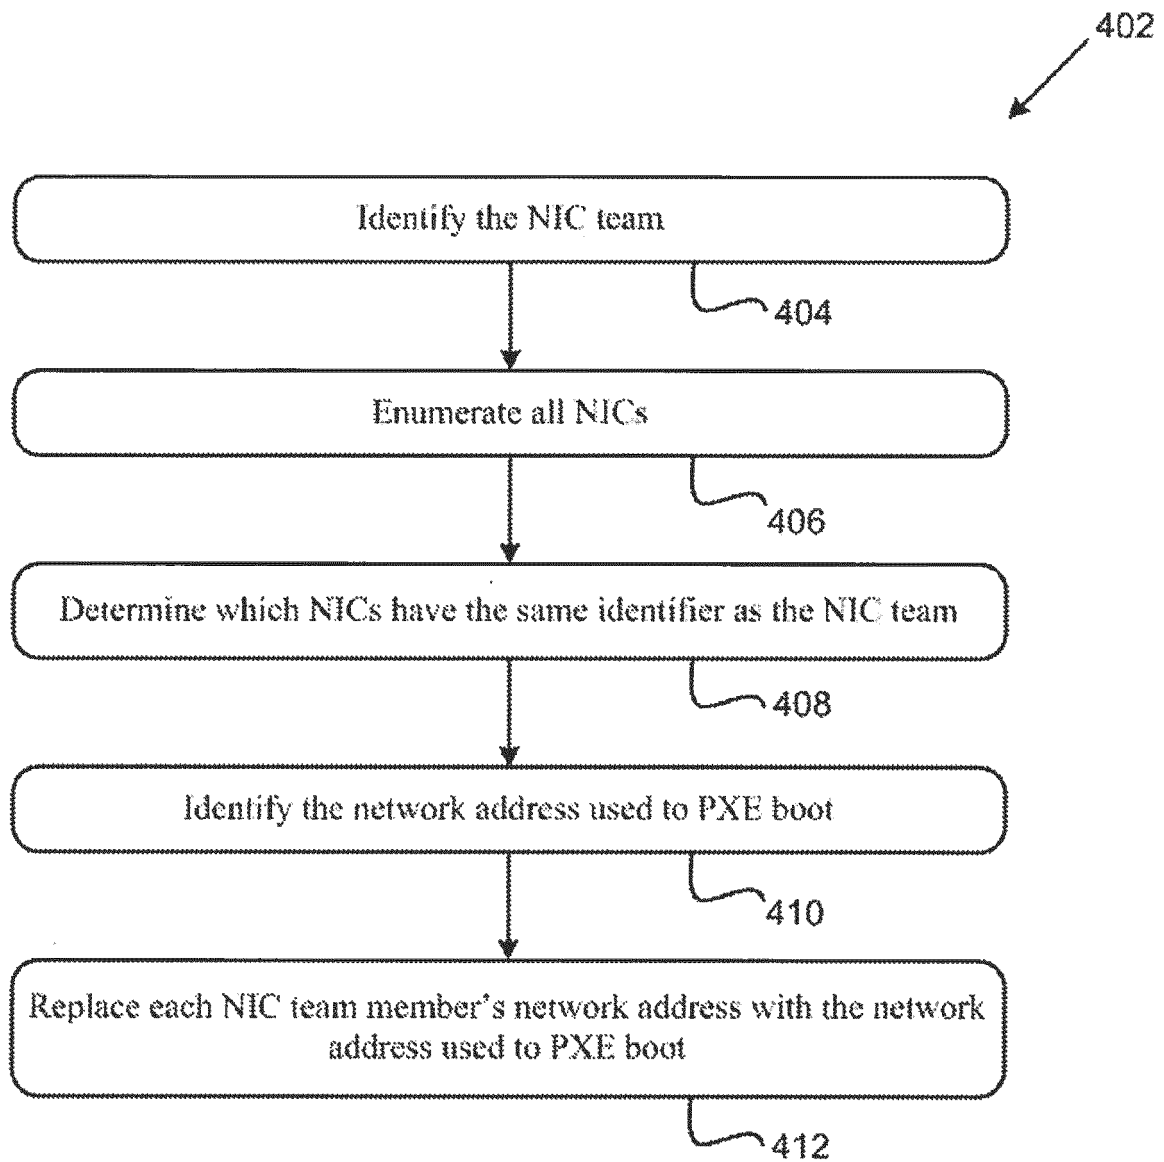 402
Identify the NIC team
404
Enumerate all NICs
406
Determine which NICs have the same identifier as the NIC team
408
Identify the network address used to PXE boot
410
Replace each NIC team member's network address with the network
address used to PXE boot
412